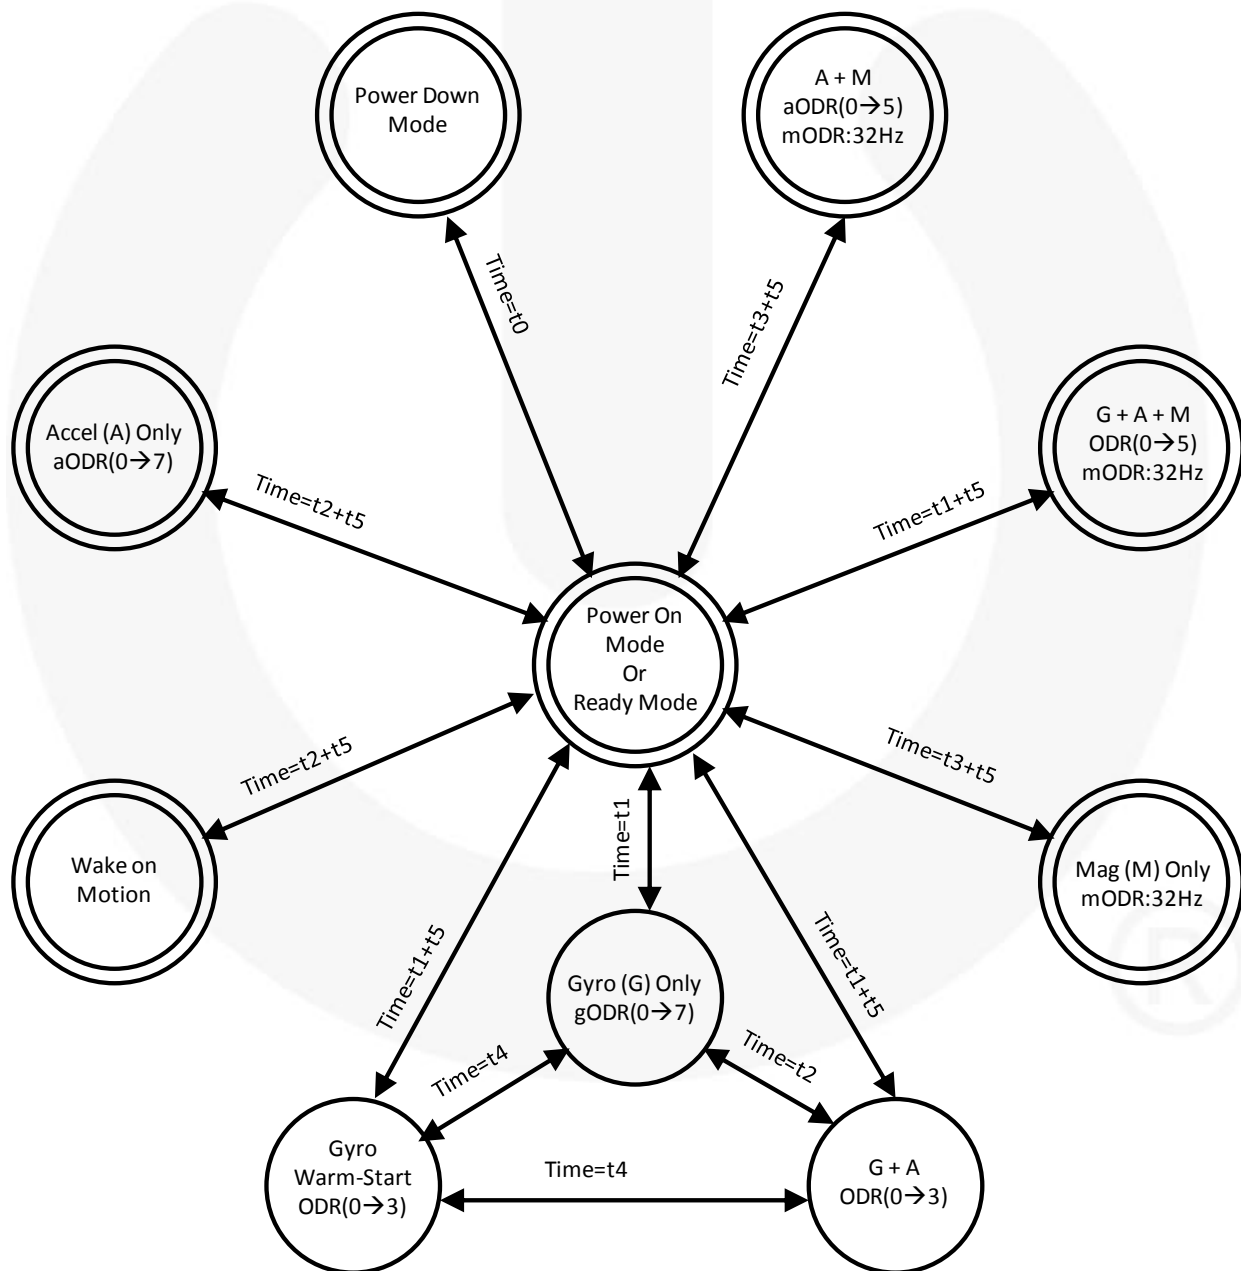 Power Down
Mode
A + M
aODR(0→5)
mODR:32Hz
Time=t0
Time=t3+t5
Accel (A) Only
aODR(0→7)
G + A + M
ODR(0→5)
mODR:32Hz
Time=t2+t5
Time=t1+t5
Power On
Mode
Or
Ready Mode
Time=t2+t5
Time=t3+t5
Wake on
Motion
Time=t1
Mag (M) Only
mODR:32Hz
Time=t1+t5
Time=t1+t5
Gyro (G) Only
gODR(0→7)
Time=t4
Time=t2
Gyro
Warm-Start
ODR(0→3)
Time=t4
G + A
ODR(0→3)
®